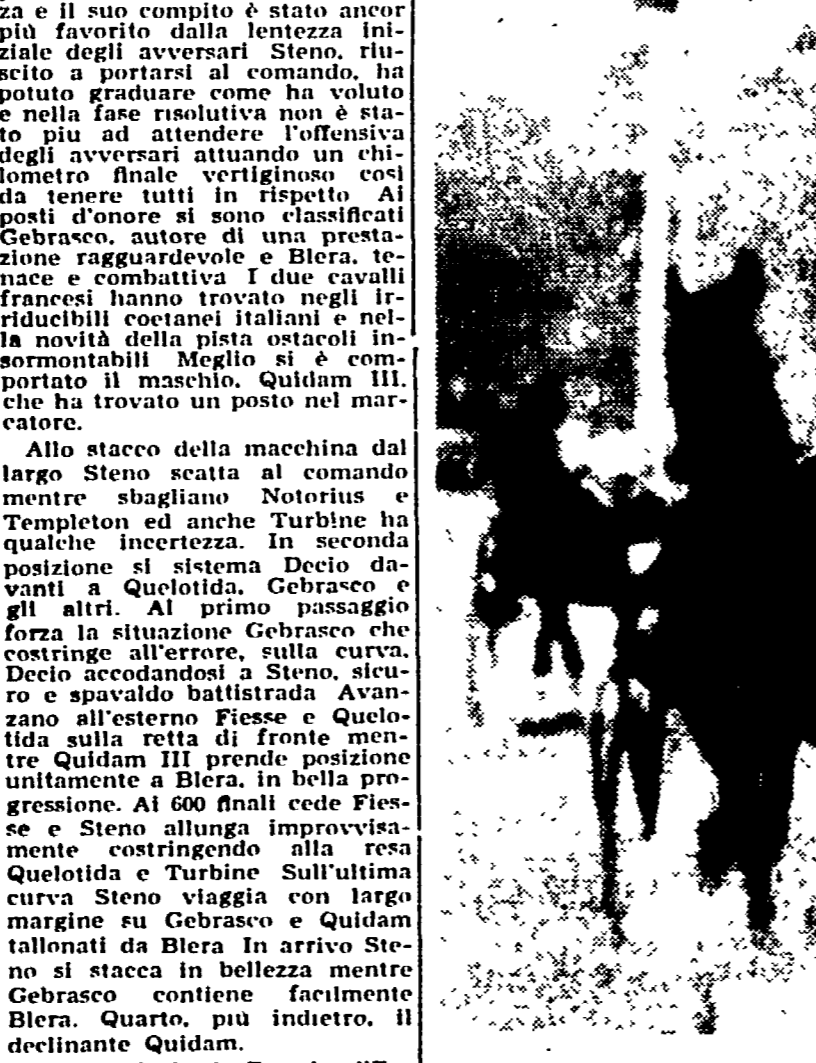 za e il suo compito è stato ancor
più favorito dalla lentezza ini-
ziale degli avversari Steno, riu-
scito a portarsi al comando, ha
potuto graduare come ha voluto
e nella fase risolutiva non è sta-
to piu ad attendere l'offensiva
degli avversari attuando un chi-
lometro finale vertiginoso così
da tenere tutti in rispetto Ai
posti d'onore si sono classificati
Gebrasco, autore di una presta-
zione ragguardevole e Blera, te-
nace e combattiva I due cavalli
francesi hanno trovato negli ir-
riducibili coetanei italiani e nel-
la novità della pista ostacoli in-
sormontabili Meglio si è com-
portato il maschio, Quidam III,
che ha trovato un posto nel mar-
catore.
Allo stacco della macchina dal
largo Steno scatta al comando
mentre sbagliano Notorius e
Templeton ed anche Turbine ha
qualche incertezza. In seconda
posizione si sistema Decio da-
vanti a Quelotida, Gebrasco e
gli altri. Al primo passaggio
forza la situazione Gebrasco che
costringe all'errore, sulla curva,
Decio accodandosi a Steno, sicu-
ro e spavaldo battistrada Avan-
zano all'esterno Fiesse e Quelo-
tida sulla retta di fronte men-
tre Quidam III prende posizione
unitamente a Blera, in bella pro-
gressione. Ai 600 finali cede Fies-
se e Steno allunga improvvisa-
mente costringendo alla resa
Quelotida e Turbine Sull'ultima
curva Steno viaggia con largo
margine su Gebrasco e Quidam
tallonati da Blera In arrivo Ste-
no si stacca in bellezza mentre
Gebrasco contiene facilmente
Blera. Quarto, più indietro, il
declinante Quidam.